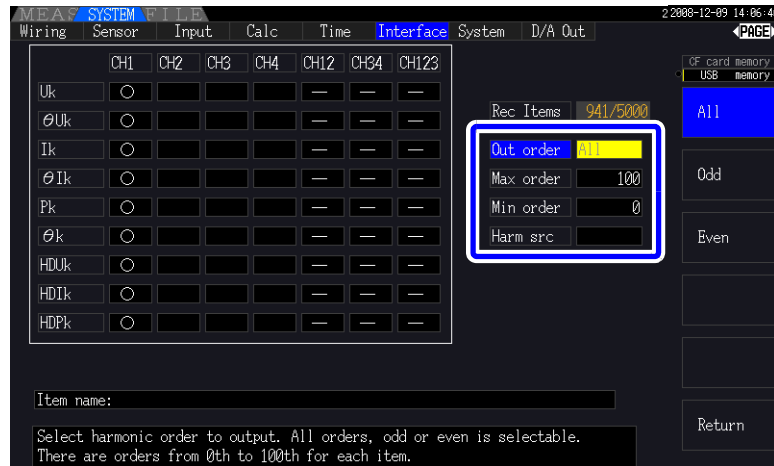 MEAS SYSTEM FILE 2 2008-12-09 14:06:4
Wiring Sensor Input Calc Time Interface System D/A Out PAGE
CF card memory
USB memory
CH1 CH2 CH3 CH4 CH12 CH34 CH123
Uk ○ — — —
θUk ○ — — —
Ik ○ — — —
θIk ○ — — —
Pk ○ — — —
θk ○ — — —
HDUk ○ — — —
HDIk ○ — — —
HDPk ○ — — —
Rec Items 941/5000
Out order All
Max order 100
Min order 0
Harm src
All
Odd
Even
Return
Item name:
Select harmonic order to output. All orders, odd or even is selectable.
There are orders from 0th to 100th for each item.